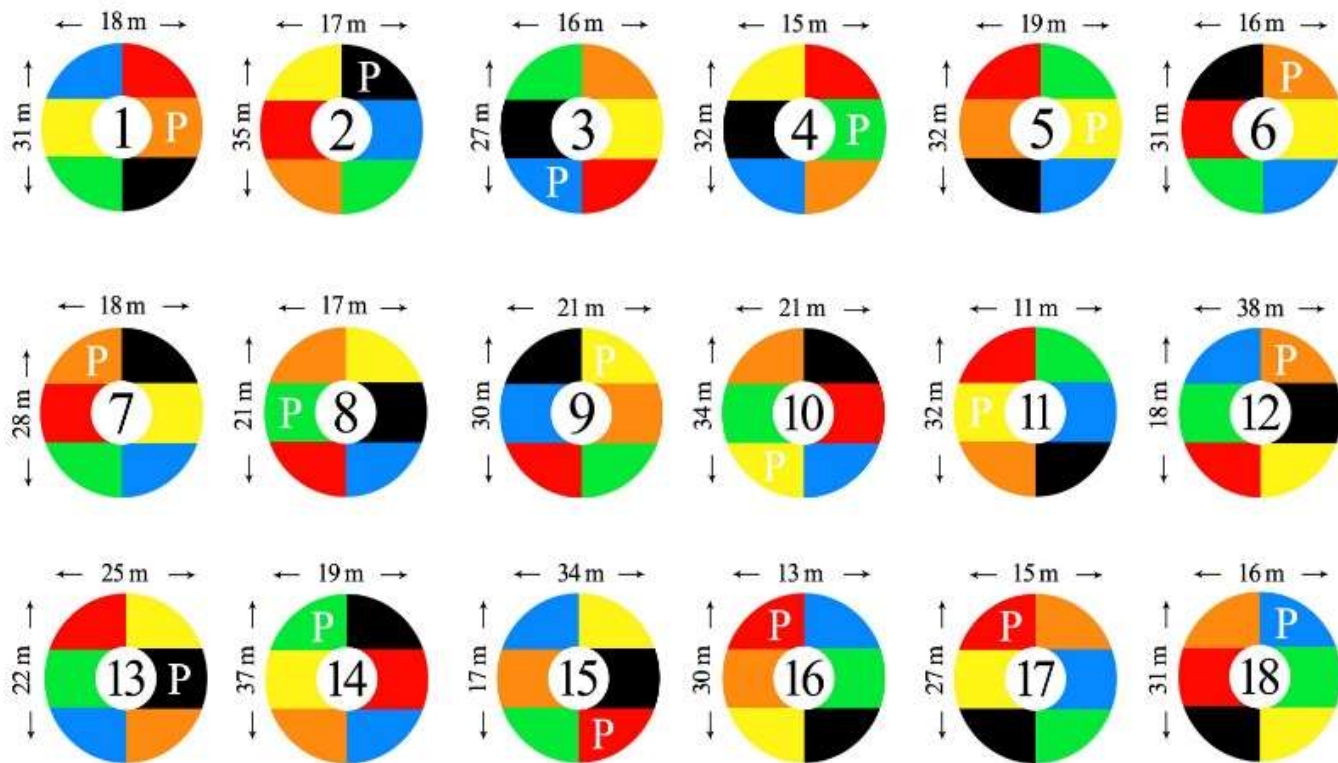 ← 18 m → ← 17 m → ← 16 m → ← 15 m → ← 19 m → ← 16 m →
← 31 m → ← 35 m → ← 27 m → ← 32 m → ← 32 m → ← 31 m →
P
P
1 P 2 3 4 P 5 P 6
P
← 18 m → ← 17 m → ← 21 m → ← 21 m → ← 11 m → ← 38 m →
← 28 m → ← 21 m → ← 30 m → ← 34 m → ← 32 m → ← 18 m →
P P P
7 P 8 9 10 P 11 12
P
← 25 m → ← 19 m → ← 34 m → ← 13 m → ← 15 m → ← 16 m →
← 22 m → ← 37 m → ← 17 m → ← 30 m → ← 27 m → ← 31 m →
P P P P
13 P 14 15 16 17 18
P